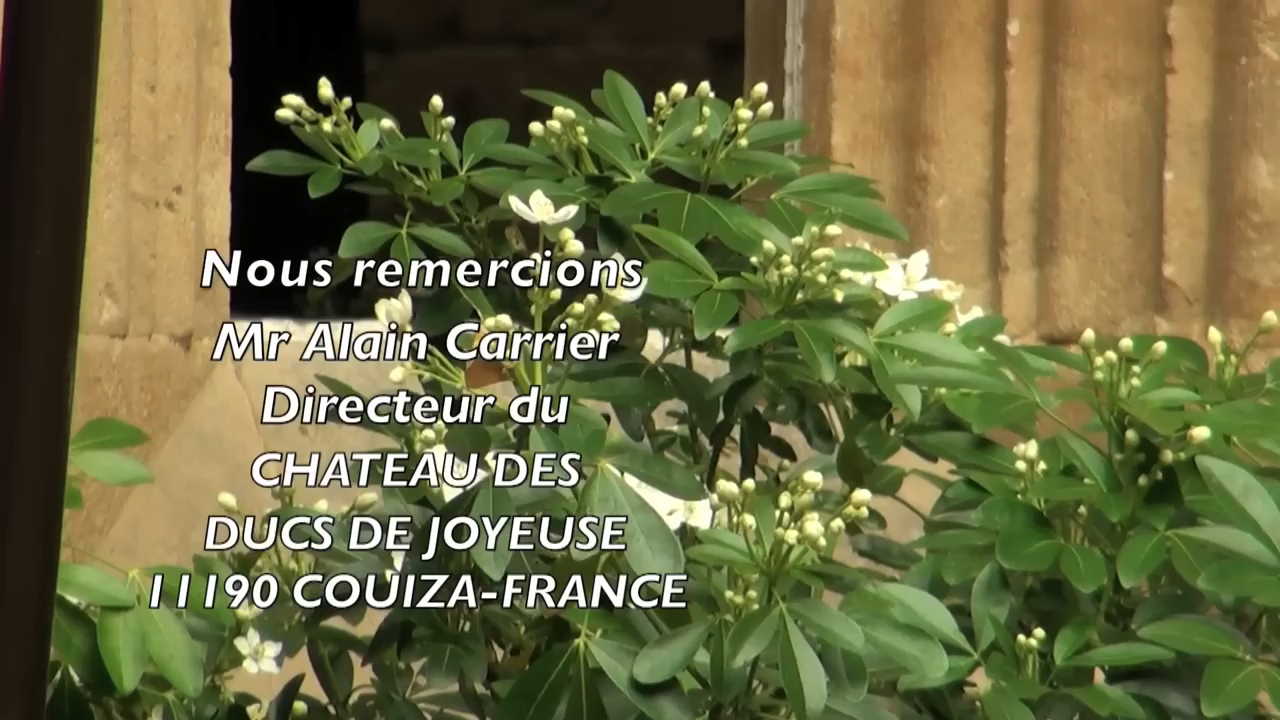 Nous remercions
Mr Alain Carrier
Directeur du
CHATEAU DES
DUCS DE JOYEUSE
11190 COUIZA-FRANCE